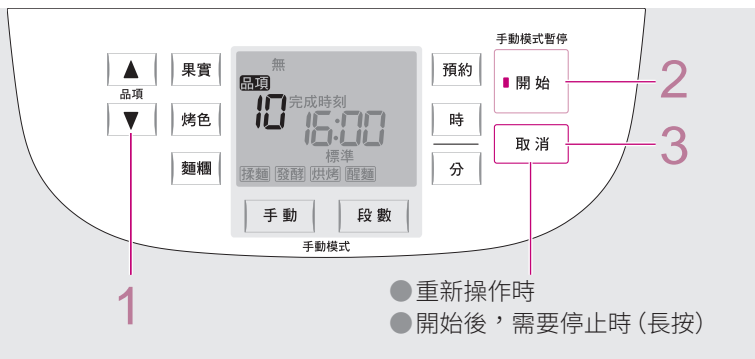 手動模式暫停
▲
品項
▼
果實
烤色
麵糰
無
品項
10
完成時刻
16:00
標準
揉麵 發酵 烘烤 醒麵
預約
時
分
開始
取消
手動
段數
手動模式
1
2
3
●重新操作時
●開始後，需要停止時（長按）